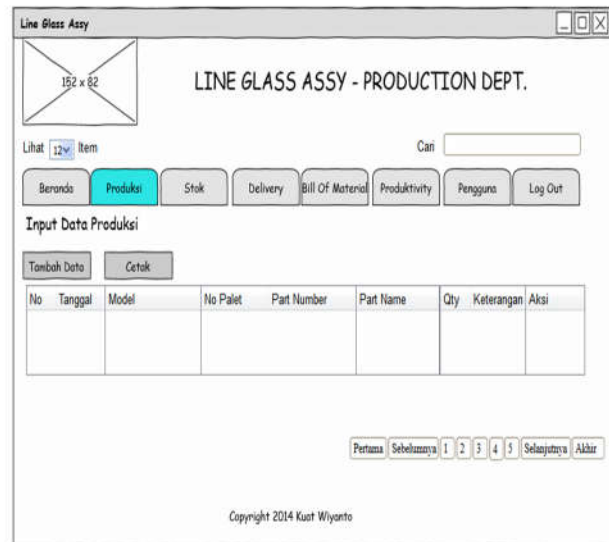 Line Glass Assy
152 x 82
LINE GLASS ASSY - PRODUCTION DEPT.
Lihat 12 Item Cari
Beranda Produksi Stok Delivery Bill Of Material Produktivity Pengguna Log Out
Input Data Produksi
Tambah Data Cetak
No Tanggal Model No Palet Part Number Part Name Qty Keterangan Aksi
Pertama Sebelumnya 1 2 3 4 5 Selanjutnya Akhir
Copyright 2014 Kuat Wiyanto